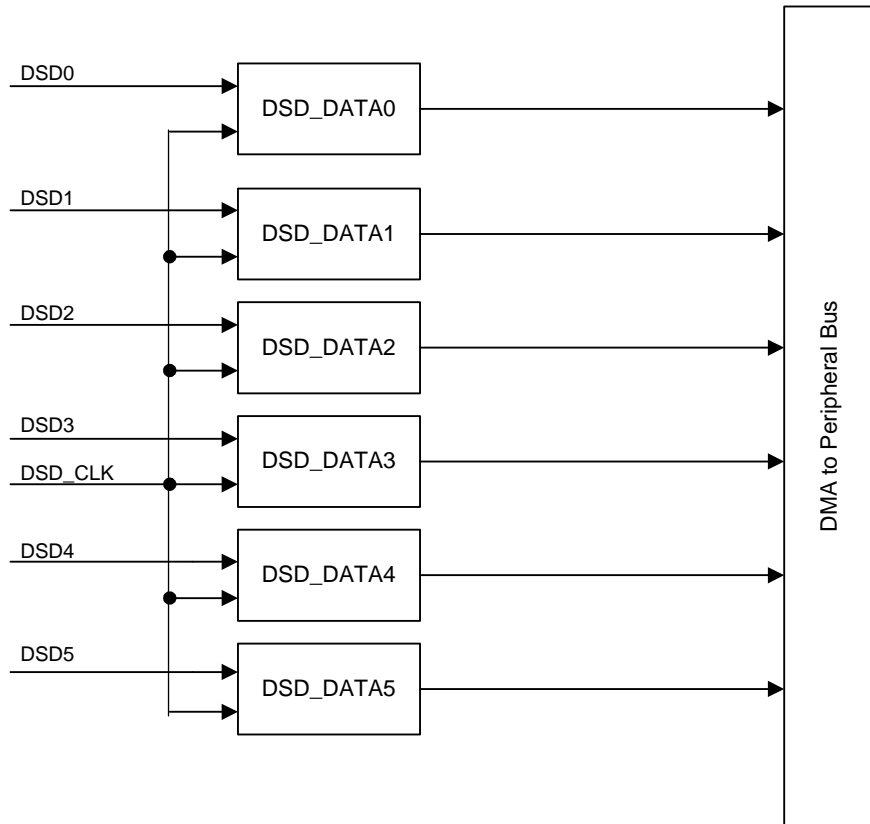 DSD0
DSD_DATA0
DSD1
DSD_DATA1
DSD2
DSD_DATA2
DSD3
DSD_DATA3
DSD_CLK
DSD4
DSD_DATA4
DSD5
DSD_DATA5
DMA to Peripheral Bus